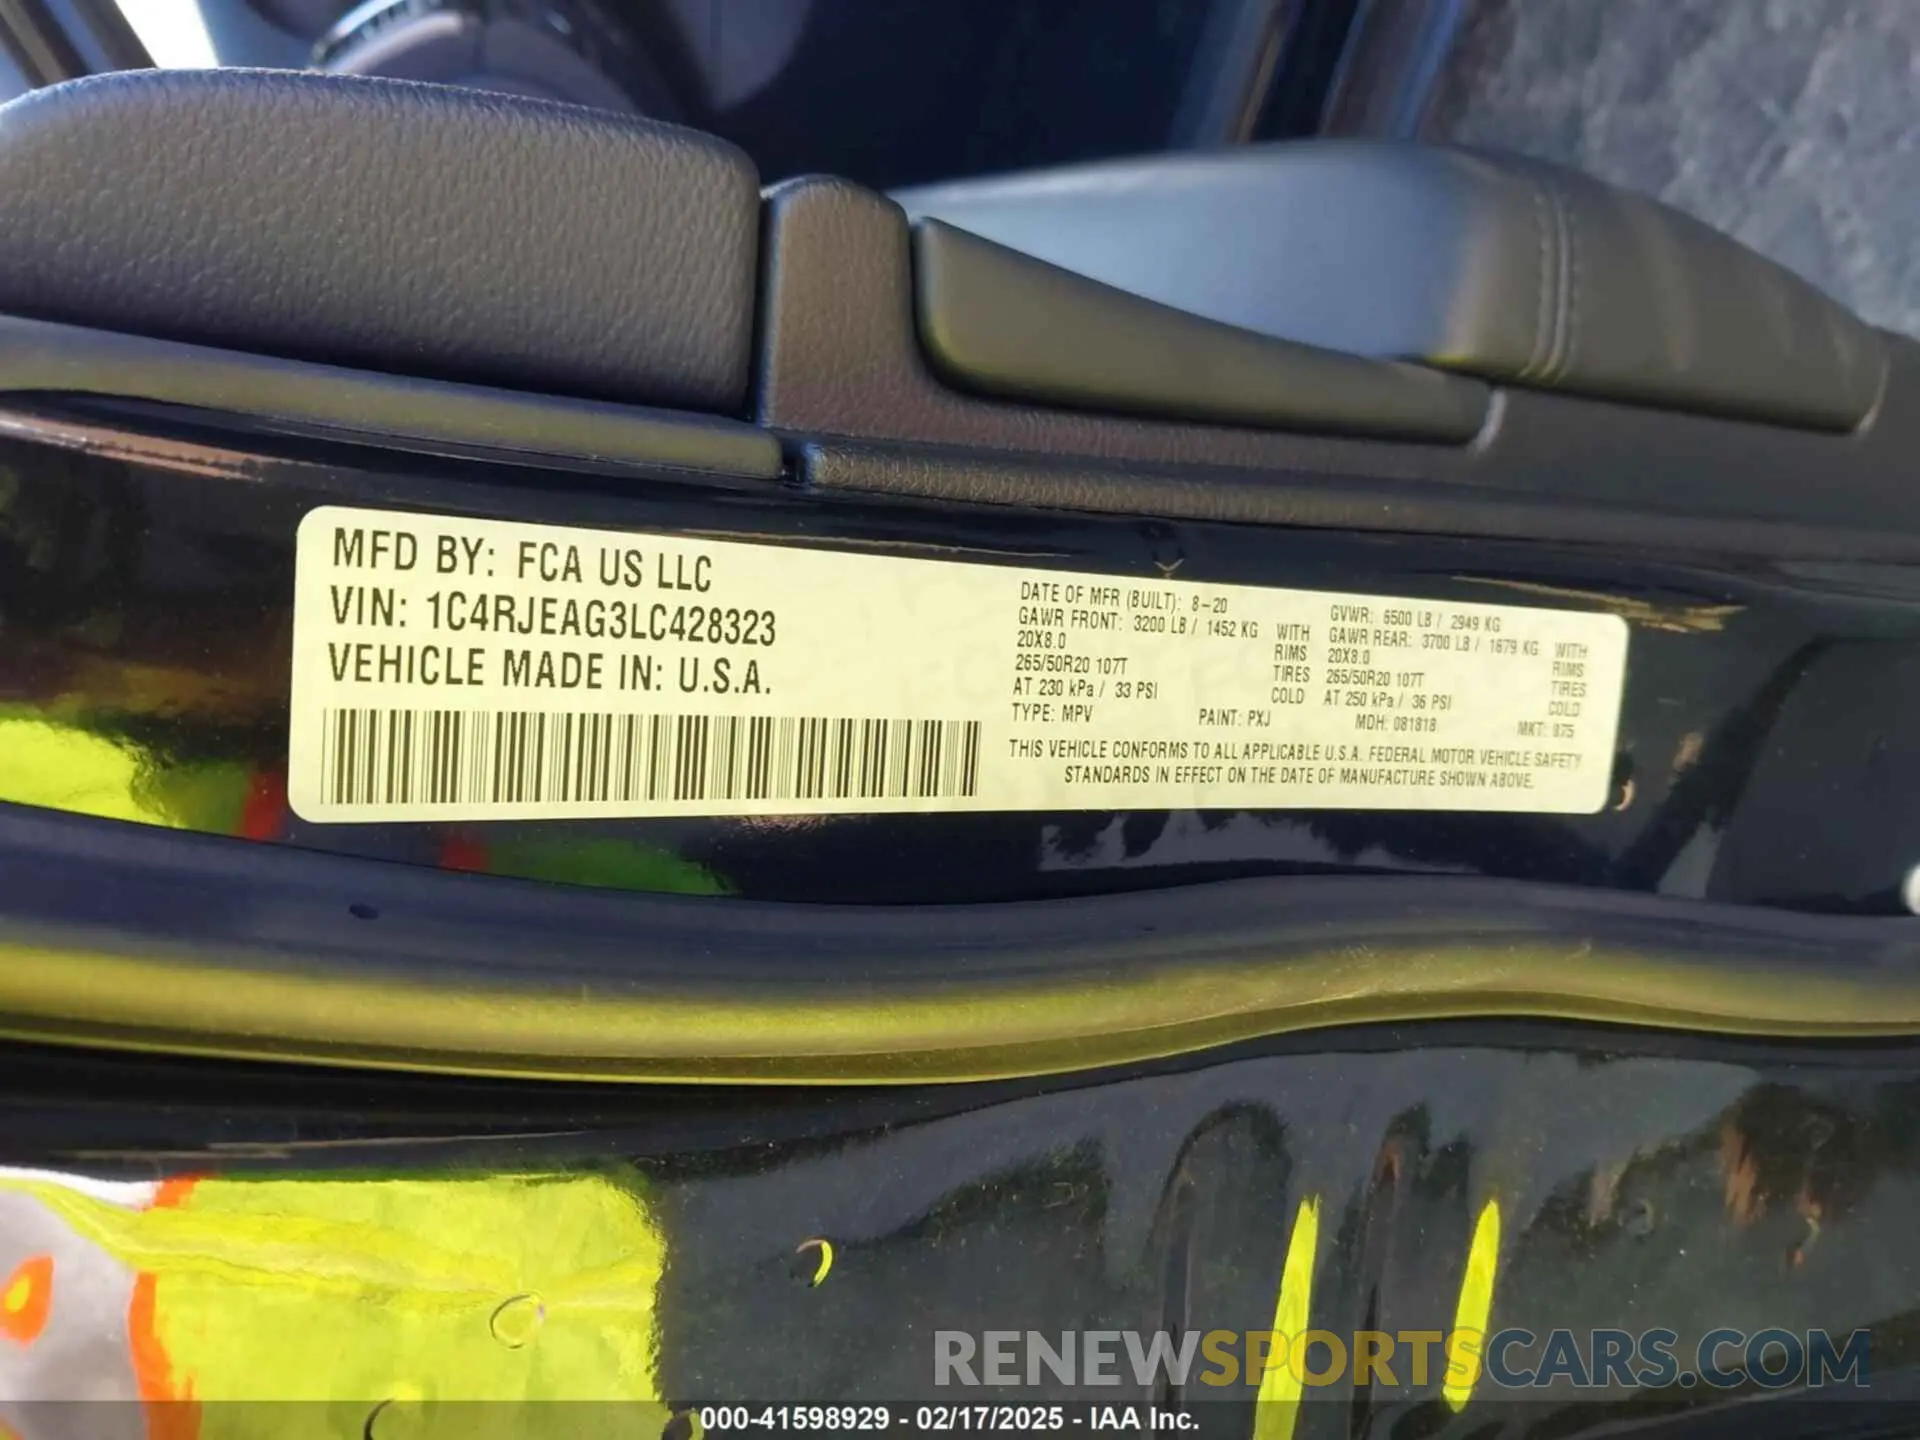 MFD BY: FCA US LLC
VIN: 1C4RJEAG3LC428323
VEHICLE MADE IN: U.S.A.
DATE OF MFR (BUILT): 8-20
GVWR: 6500 LB / 2949 KG
GAWR FRONT: 3200 LB / 1452 KG WITH
20X8.0 RIMS
265/50R20 107T TIRES
AT 230 kPa / 33 PSI COLD
GAWR REAR: 3700 LB / 1679 KG WITH
20X8.0 RIMS
265/50R20 107T TIRES
AT 250 kPa / 36 PSI COLD
TYPE: MPV PAINT: PXJ MDH: 081818 MKT: 875
THIS VEHICLE CONFORMS TO ALL APPLICABLE U.S.A. FEDERAL MOTOR VEHICLE SAFETY
STANDARDS IN EFFECT ON THE DATE OF MANUFACTURE SHOWN ABOVE.
RENEWSPORTSCARS.COM
000-41598929 - 02/17/2025 - IAA Inc.